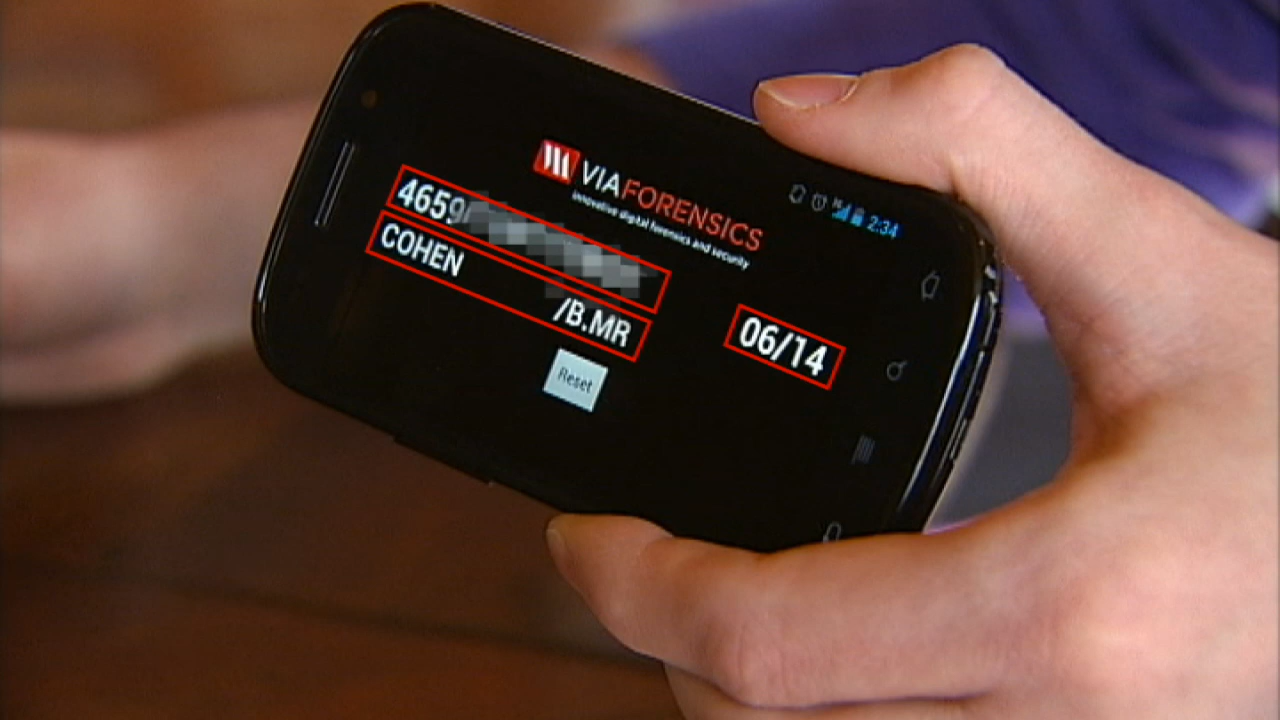 VIAFORENSICS
innovative digital forensics and security
2:34
4659
COHEN /B.MR
06/14
Reset